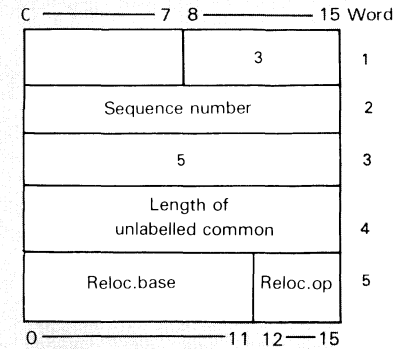 C 7 8 15 Word
3 1
Sequence number 2
5 3
Length of
unlabelled common 4
Reloc.base Reloc.op 5
0 11 12 15